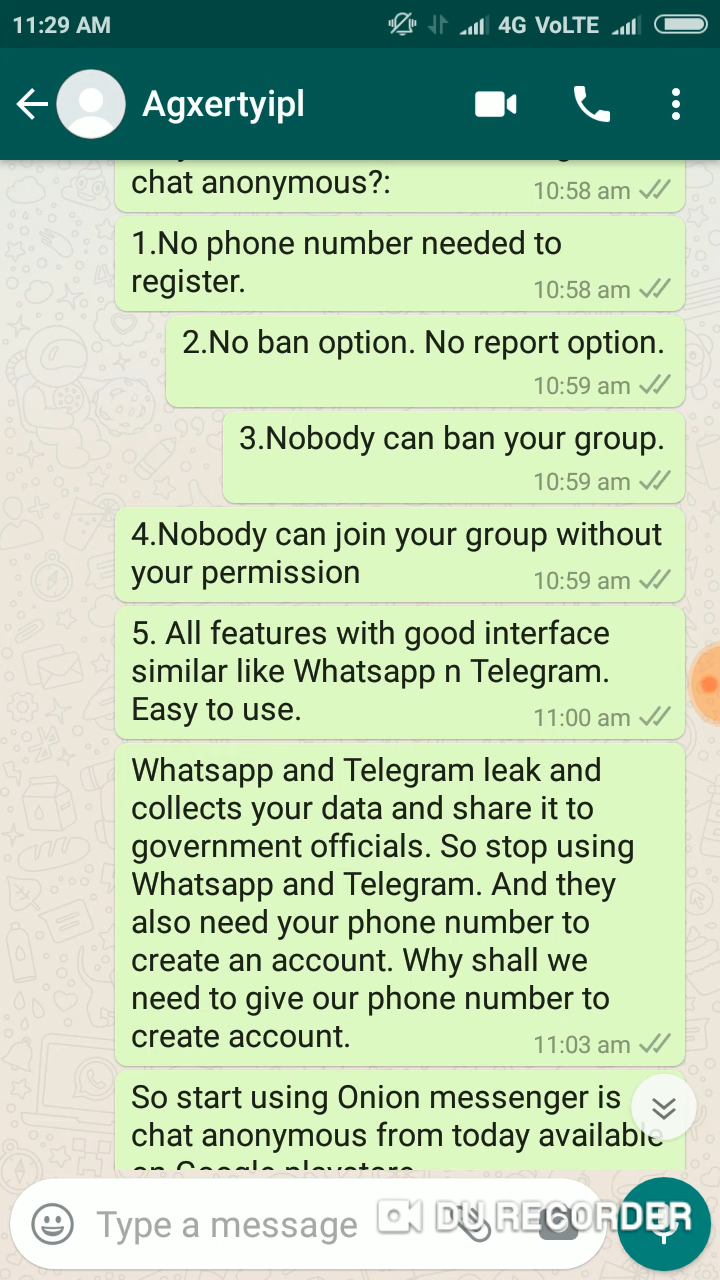 11:29 AM 4G VoLTE
Agxertyipl
chat anonymous?:
10:58 am
1.No phone number needed to
register.
10:58 am
2.No ban option. No report option.
10:59 am
3.Nobody can ban your group.
10:59 am
4.Nobody can join your group without
your permission
10:59 am
5. All features with good interface
similar like Whatsapp n Telegram.
Easy to use.
11:00 am
Whatsapp and Telegram leak and
collects your data and share it to
government officials. So stop using
Whatsapp and Telegram. And they
also need your phone number to
create an account. Why shall we
need to give our phone number to
create account.
11:03 am
So start using Onion messenger is
chat anonymous from today available
on Google playstore
Type a message
DU RECORDER